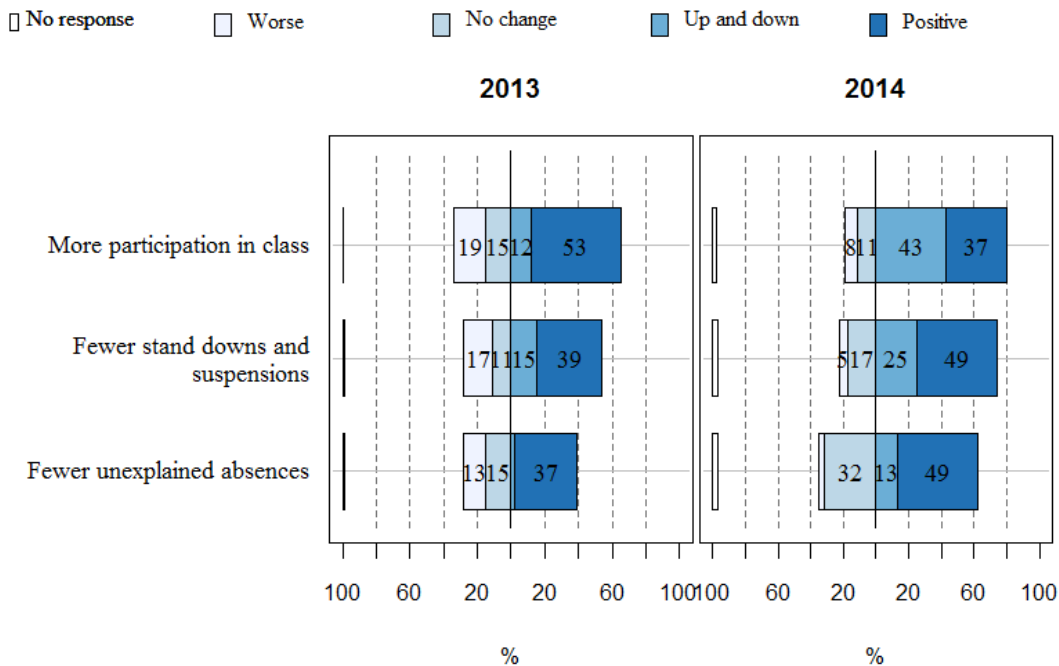 No response Worse No change Up and down Positive
2013 2014
More participation in class 19 15 12 53 8 11 43 37
Fewer stand downs and
suspensions
17 11 15 39 5 17 25 49
Fewer unexplained absences 13 15 37 32 13 49
100 60 20 20 60 100 100 60 20 20 60 100
% %